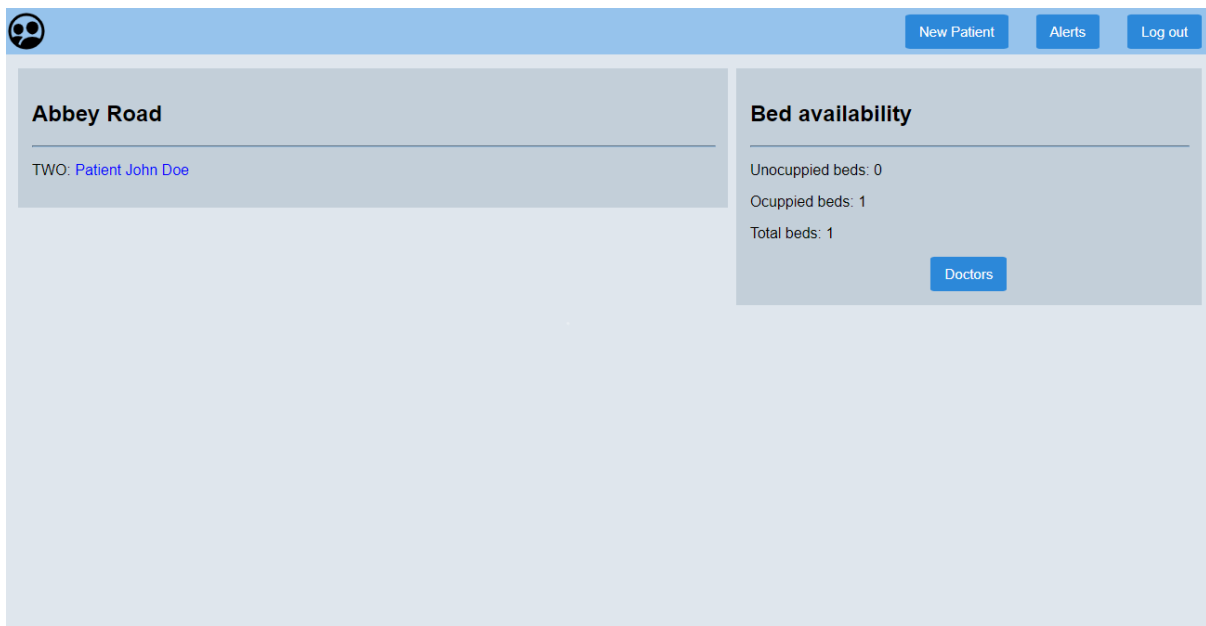 New Patient Alerts Log out
Abbey Road
TWO: Patient John Doe
Bed availability
Unocuppied beds: 0
Ocuppied beds: 1
Total beds: 1
Doctors